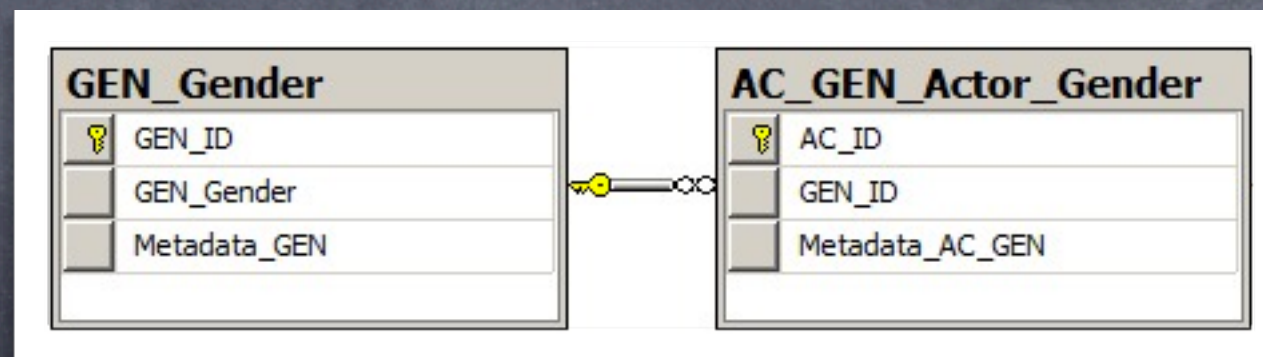 GEN_Gender
GEN_ID
GEN_Gender
Metadata_GEN
AC_GEN_Actor_Gender
AC_ID
GEN_ID
Metadata_AC_GEN